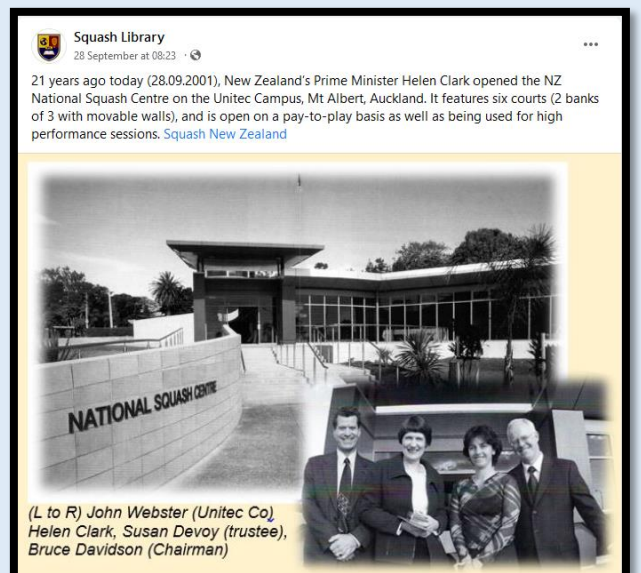 Squash Library
28 September at 08:23 ·
21 years ago today (28.09.2001), New Zealand's Prime Minister Helen Clark opened the NZ
National Squash Centre on the Unitec Campus, Mt Albert, Auckland. It features six courts (2 banks
of 3 with movable walls), and is open on a pay-to-play basis as well as being used for high
performance sessions. Squash New Zealand
NATIONAL SQUASH CENTRE
(L to R) John Webster (Unitec Co)
Helen Clark, Susan Devoy (trustee),
Bruce Davidson (Chairman)